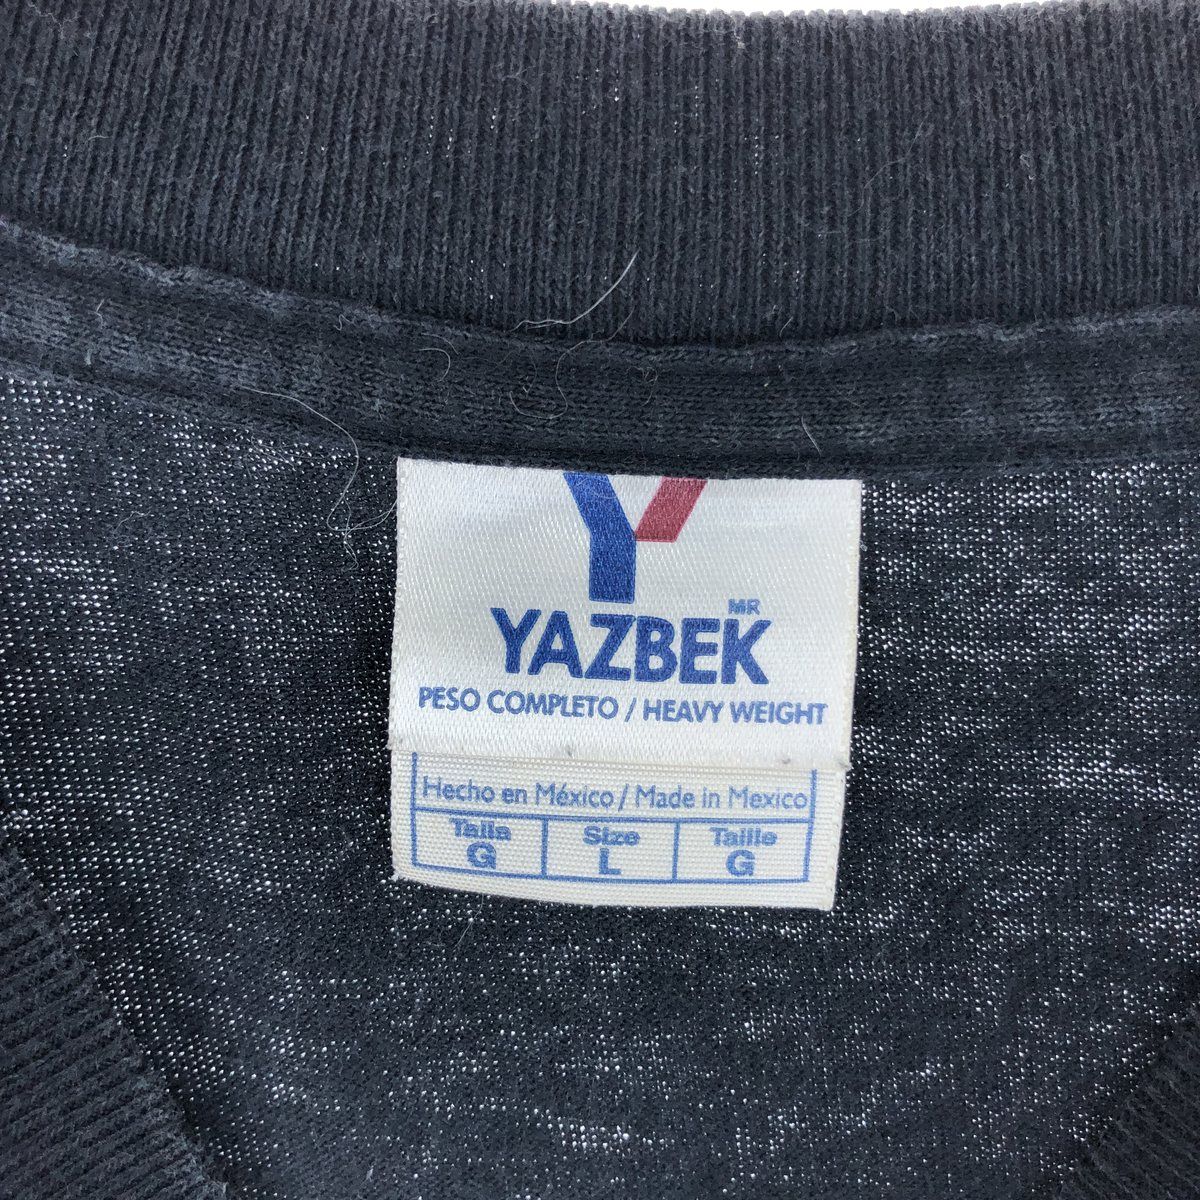 Y
MR
YAZBEK
PESO COMPLETO / HEAVY WEIGHT
Hecho en México / Made in Mexico
Talla Size Taille
G L G